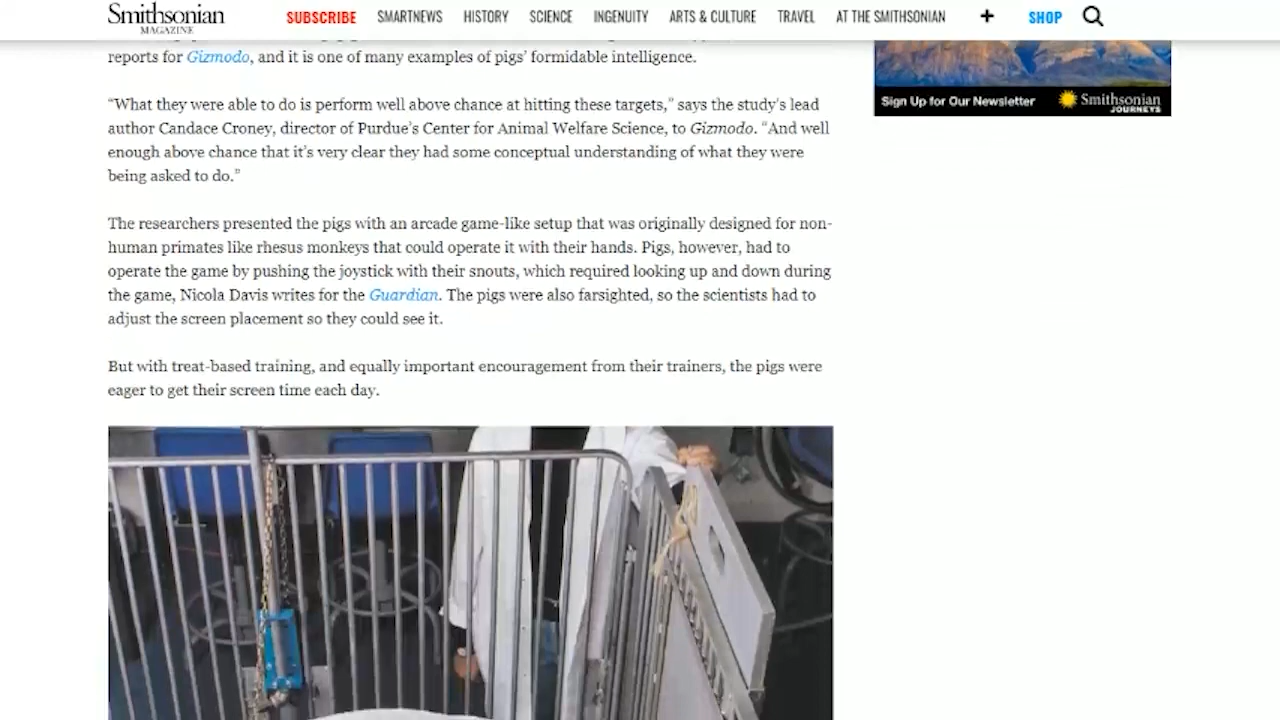 Smithsonian
MAGAZINE
SUBSCRIBE SMARTNEWS HISTORY SCIENCE INGENUITY ARTS & CULTURE TRAVEL AT THE SMITHSONIAN + SHOP
reports for Gizmodo, and it is one of many examples of pigs’ formidable intelligence.
“What they were able to do is perform well above chance at hitting these targets,” says the study’s lead
author Candace Croney, director of Purdue’s Center for Animal Welfare Science, to Gizmodo. “And well
enough above chance that it’s very clear they had some conceptual understanding of what they were
being asked to do.”
The researchers presented the pigs with an arcade game-like setup that was originally designed for non-
human primates like rhesus monkeys that could operate it with their hands. Pigs, however, had to
operate the game by pushing the joystick with their snouts, which required looking up and down during
the game, Nicola Davis writes for the Guardian. The pigs were also farsighted, so the scientists had to
adjust the screen placement so they could see it.
But with treat-based training, and equally important encouragement from their trainers, the pigs were
eager to get their screen time each day.
Sign Up for Our Newsletter
Smithsonian
JOURNEYS